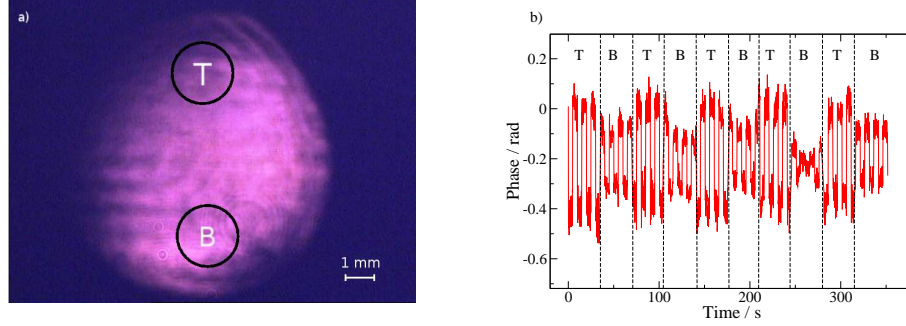 a)
T
B
1 mm
b)
T B T B T B T B T B
0.2
0
-0.2
-0.4
-0.6
Phase / rad
0 100 200 300
Time / s